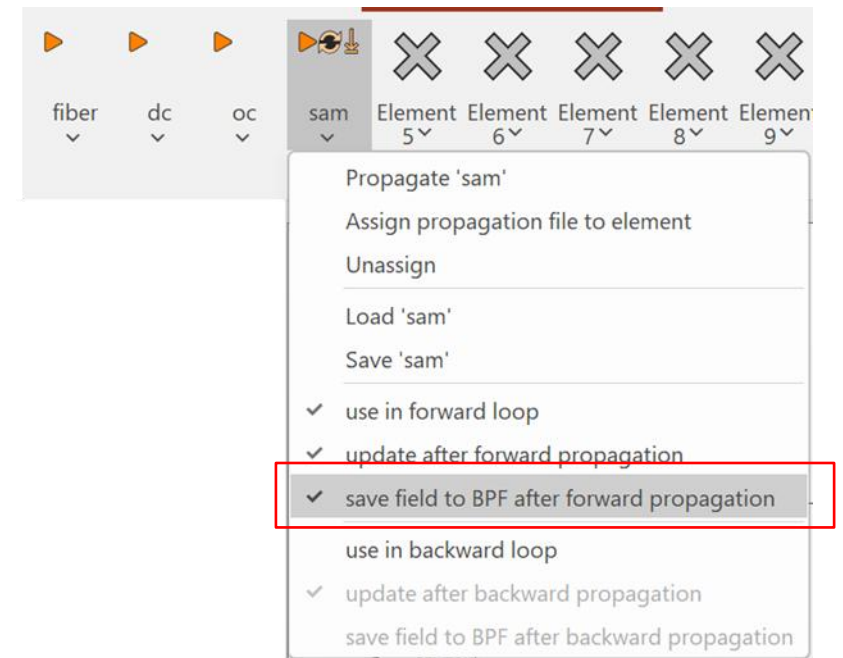 fiber dc oc sam Element Element Element Element Elemen
5 6 7 8 9
Propagate 'sam'
Assign propagation file to element
Unassign
Load 'sam'
Save 'sam'
use in forward loop
update after forward propagation
save field to BPF after forward propagation
use in backward loop
update after backward propagation
save field to BPF after backward propagation